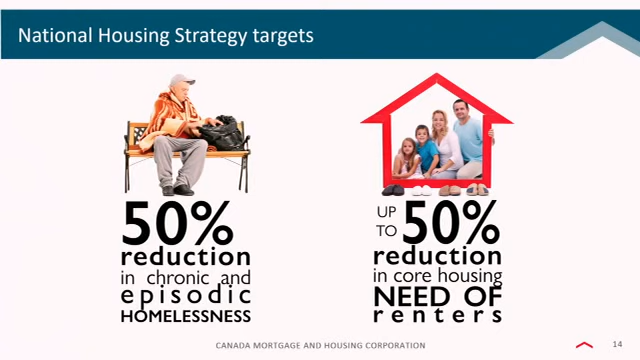 National Housing Strategy targets
50%
reduction
in chronic and
episodic
HOMELESSNESS
UP
TO 50%
reduction
in core housing
NEED OF
renters
CANADA MORTGAGE AND HOUSING CORPORATION
14